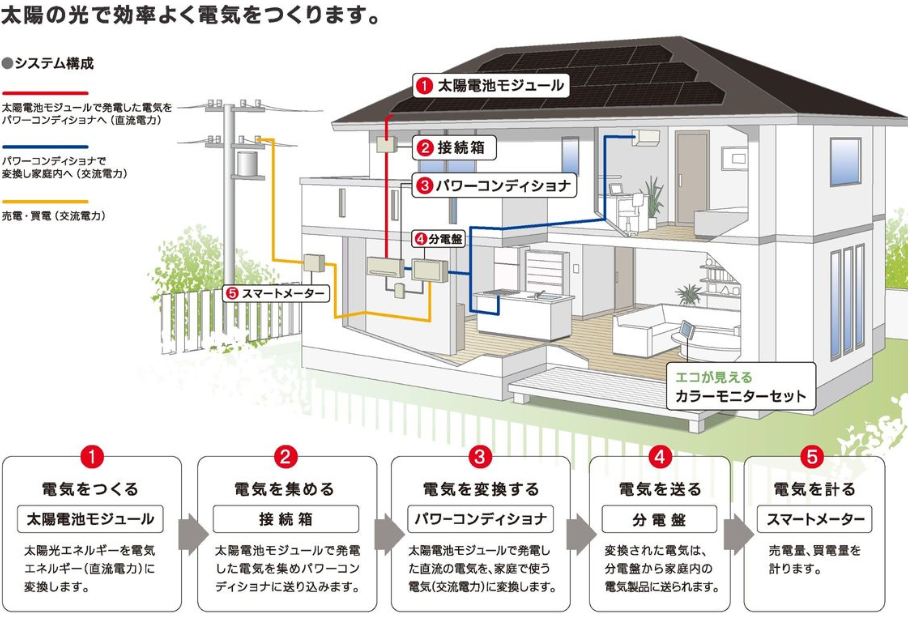 太陽の光で効率よく電気をつくります。
●システム構成
太陽電池モジュールで発電した電気を
パワーコンディショナへ（直流電力）
パワーコンディショナで
変換し家庭内へ（交流電力）
売電・買電（交流電力）
1 太陽電池モジュール
2 接続箱
3 パワーコンディショナ
4 分電盤
5 スマートメーター
エコが見える
カラーモニターセット
1
電気をつくる
太陽電池モジュール
太陽光エネルギーを電気
エネルギー(直流電力)に
変換します。
2
電気を集める
接続箱
太陽電池モジュールで発電
した電気を集めパワーコン
ディショナに送り込みます。
3
電気を変換する
パワーコンディショナ
太陽電池モジュールで発電し
た直流の電気を、家庭で使う
電気(交流電力)に変換します。
4
電気を送る
分電盤
変換された電気は、
分電盤から家庭内の
電気製品に送られます。
5
電気を計る
スマートメーター
売電量、買電量を
計ります。